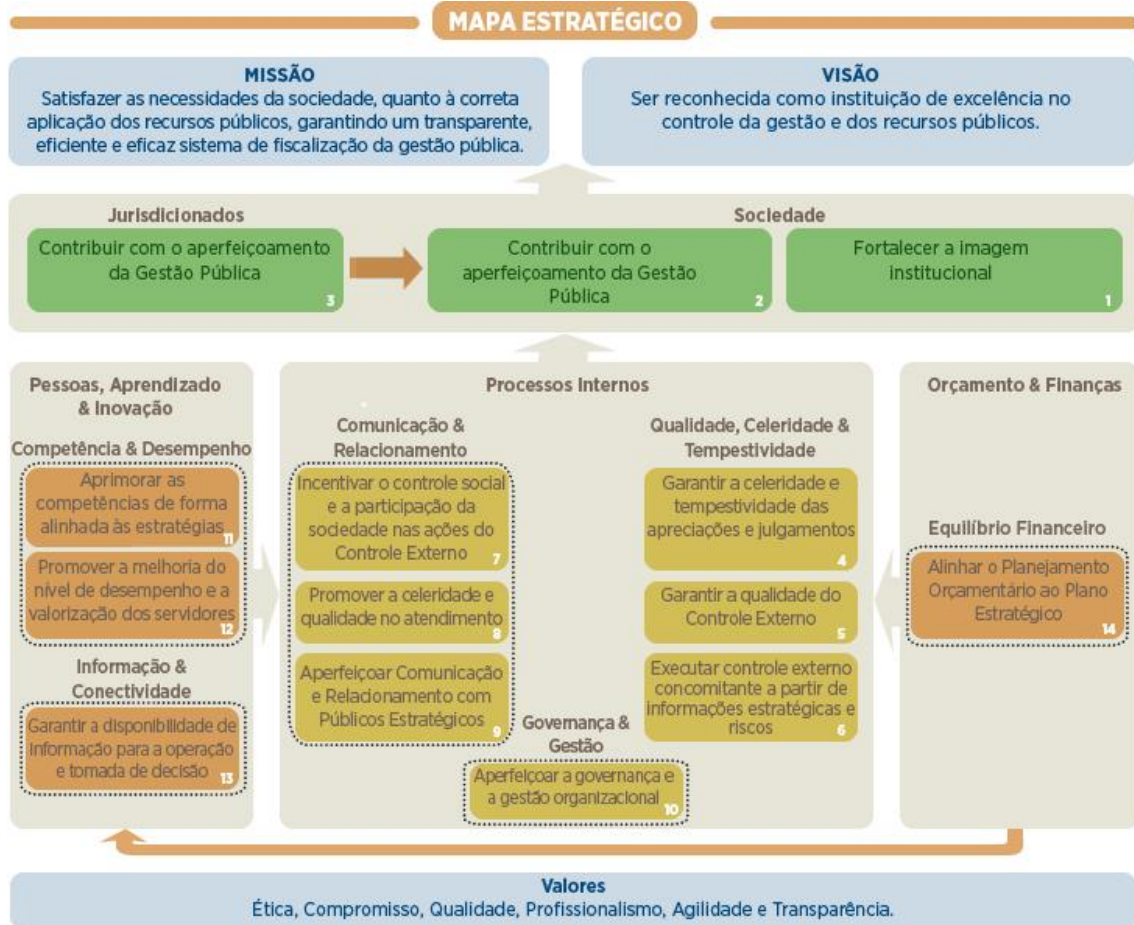 MAPA ESTRATÉGICO
MISSÃO
Satisfazer as necessidades da sociedade, quanto à correta
aplicação dos recursos públicos, garantindo um transparente,
eficiente e eficaz sistema de fiscalização da gestão pública.
VISÃO
Ser reconhecida como instituição de excelência no
controle da gestão e dos recursos públicos.
Jurisdicionados
Contribuir com o aperfeiçoamento
da Gestão Pública
3
Sociedade
Contribuir com o
aperfeiçoamento da Gestão
Pública
2
Fortalecer a imagem
institucional
1
Pessoas, Aprendizado
& Inovação
Competência & Desempenho
Aprimorar as
competências de forma
alinhada às estratégias
11
Promover a melhoria do
nível de desempenho e a
valorização dos servidores
12
Informação &
Conectividade
Garantir a disponibilidade de
informação para a operação
e tomada de decisão
13
Processos Internos
Comunicação &
Relacionamento
Incentivar o controle social
e a participação da
sociedade nas ações do
Controle Externo
7
Promover a celeridade e
qualidade no atendimento
8
Aperfeiçoar Comunicação
e Relacionamento com
Públicos Estratégicos
9
Qualidade, Celeridade &
Tempestividade
Garantir a celeridade e
tempestividade das
apreciações e julgamentos
4
Garantir a qualidade do
Controle Externo
5
Executar controle externo
concomitante a partir de
informações estratégicas e
riscos
6
Governança &
Gestão
Aperfeiçoar a governança e
a gestão organizacional
10
Orçamento & Finanças
Equilíbrio Financeiro
Alinhar o Planejamento
Orçamentário ao Plano
Estratégico
14
Valores
Ética, Compromisso, Qualidade, Profissionalismo, Agilidade e Transparência.